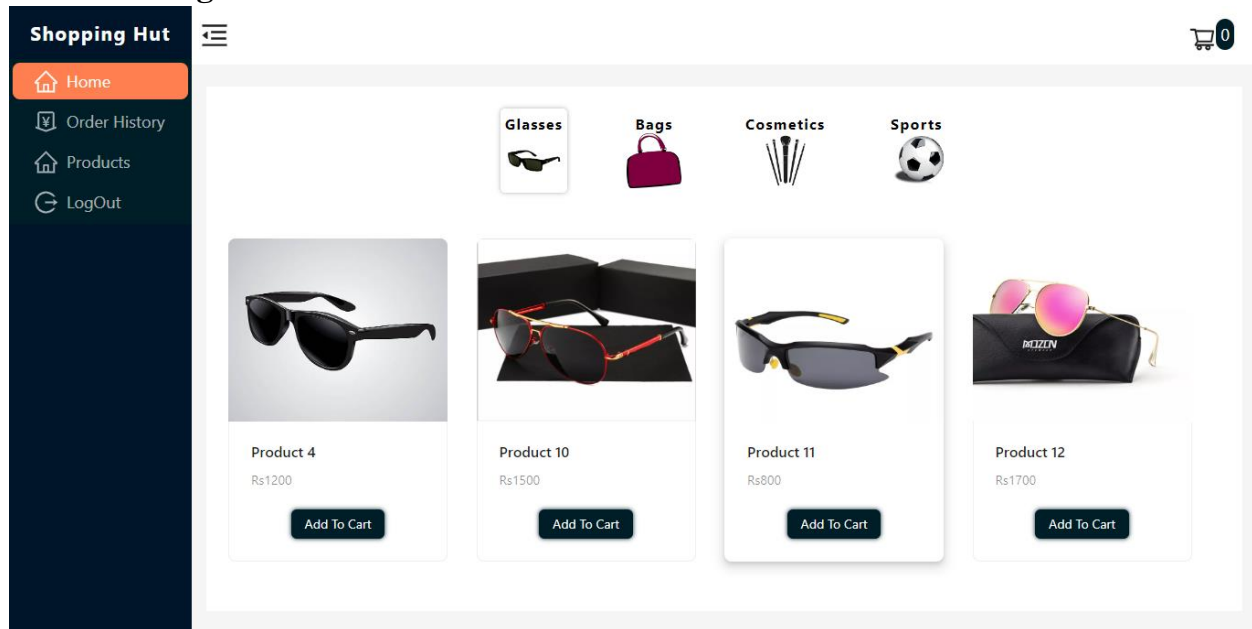 Shopping Hut
0
Home
Order History
Products
LogOut
Glasses
Bags
Cosmetics
Sports
Product 4
Rs1200
Add To Cart
Product 10
Rs1500
Add To Cart
Product 11
Rs800
Add To Cart
Product 12
Rs1700
Add To Cart